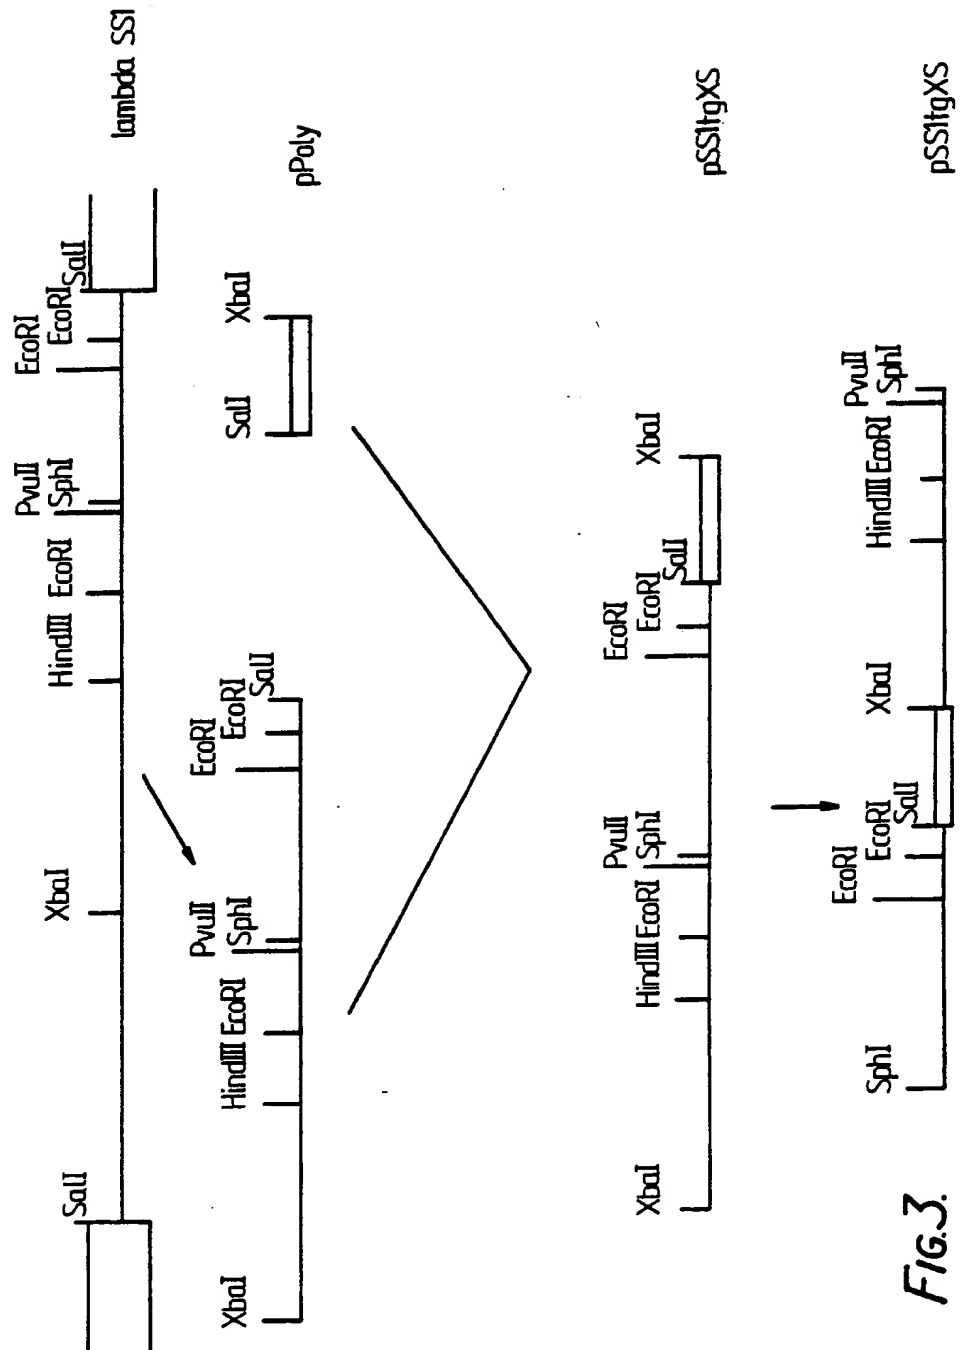 SalI
XbaI
HindIII
EcoRI
PvuII
SphI
EcoRI
EcoRI
SalI
lambda SS1
XbaI
HindIII
EcoRI
PvuII
SphI
EcoRI
EcoRI
SalI
SalI
XbaI
pPoly
XbaI
HindIII
EcoRI
PvuII
SphI
EcoRI
EcoRI
SalI
XbaI
pSS1tgXS
SphI
EcoRI
EcoRI
SalI
XbaI
HindIII
EcoRI
PvuII
SphI
pSS1tgXS
FIG.3.